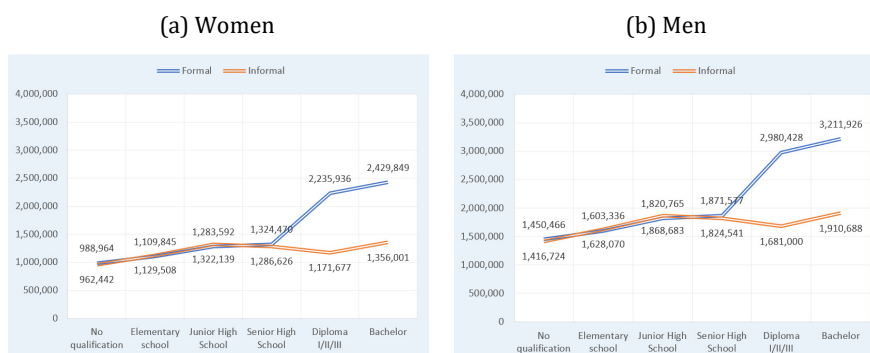 (a) Women
Formal Informal
4,000,000
3,500,000
3,000,000
2,500,000
2,000,000
1,500,000
1,000,000
500,000
0
988,964 1,109,845 1,283,592 1,324,470 2,235,936 2,429,849
962,442 1,129,508 1,322,139 1,286,626 1,171,677 1,356,001
No qualification
Elementary school
Junior High School
Senior High School
Diploma I/II/III
Bachelor
(b) Men
Formal Informal
4,000,000
3,500,000
3,000,000
2,500,000
2,000,000
1,500,000
1,000,000
500,000
0
1,450,466 1,603,336 1,820,765 1,871,577 2,980,428 3,211,926
1,416,724 1,628,070 1,868,683 1,824,541 1,681,000 1,910,688
No qualification
Elementary school
Junior High School
Senior High School
Diploma I/II/III
Bachelor